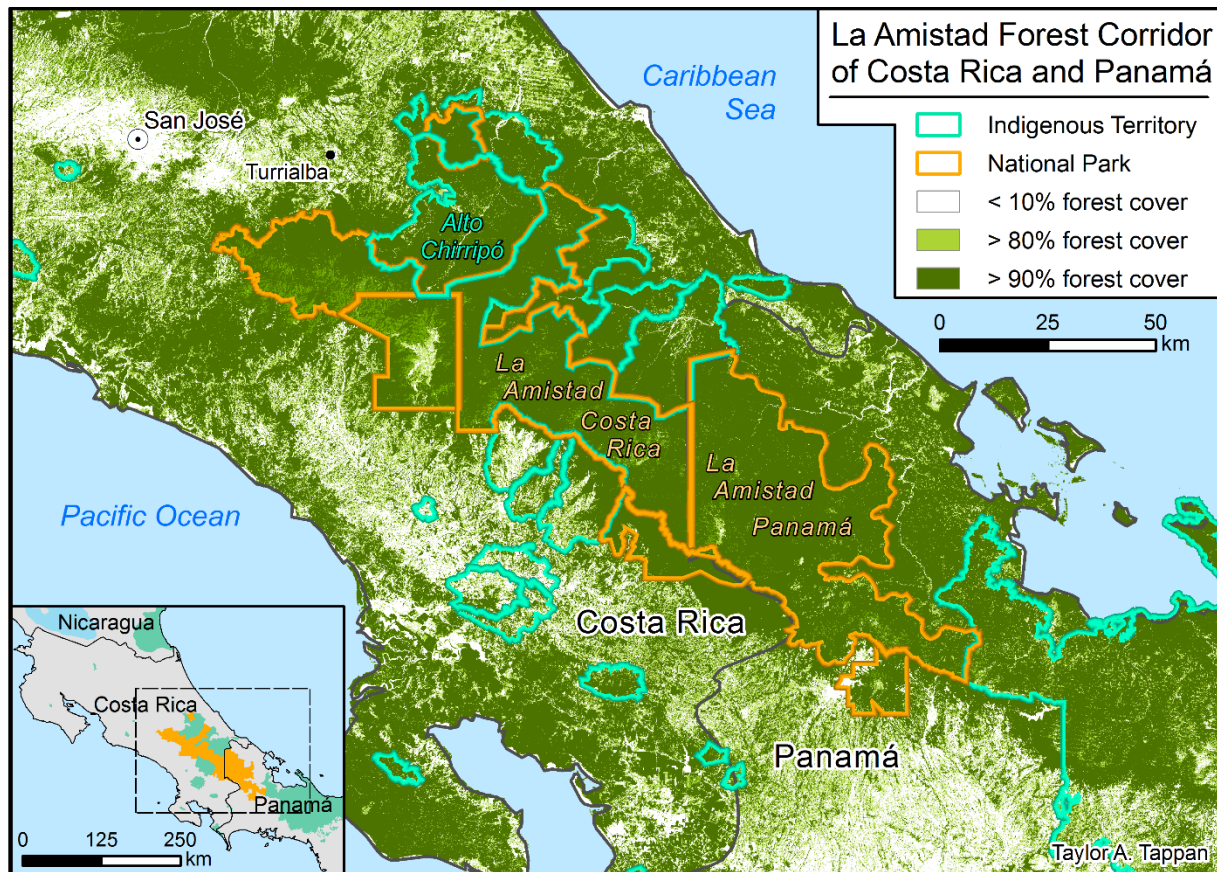 La Amistad Forest Corridor
of Costa Rica and Panamá
Indigenous Territory
National Park
< 10% forest cover
> 80% forest cover
> 90% forest cover
0 25 50
km
Caribbean
Sea
San José
Turrialba
Alto
Chirripó
La
Amistad
Costa
Rica
La
Amistad
Panamá
Pacific Ocean
Costa Rica
Panamá
Nicaragua
Costa Rica
Panamá
0 125 250
km
Taylor A. Tappan